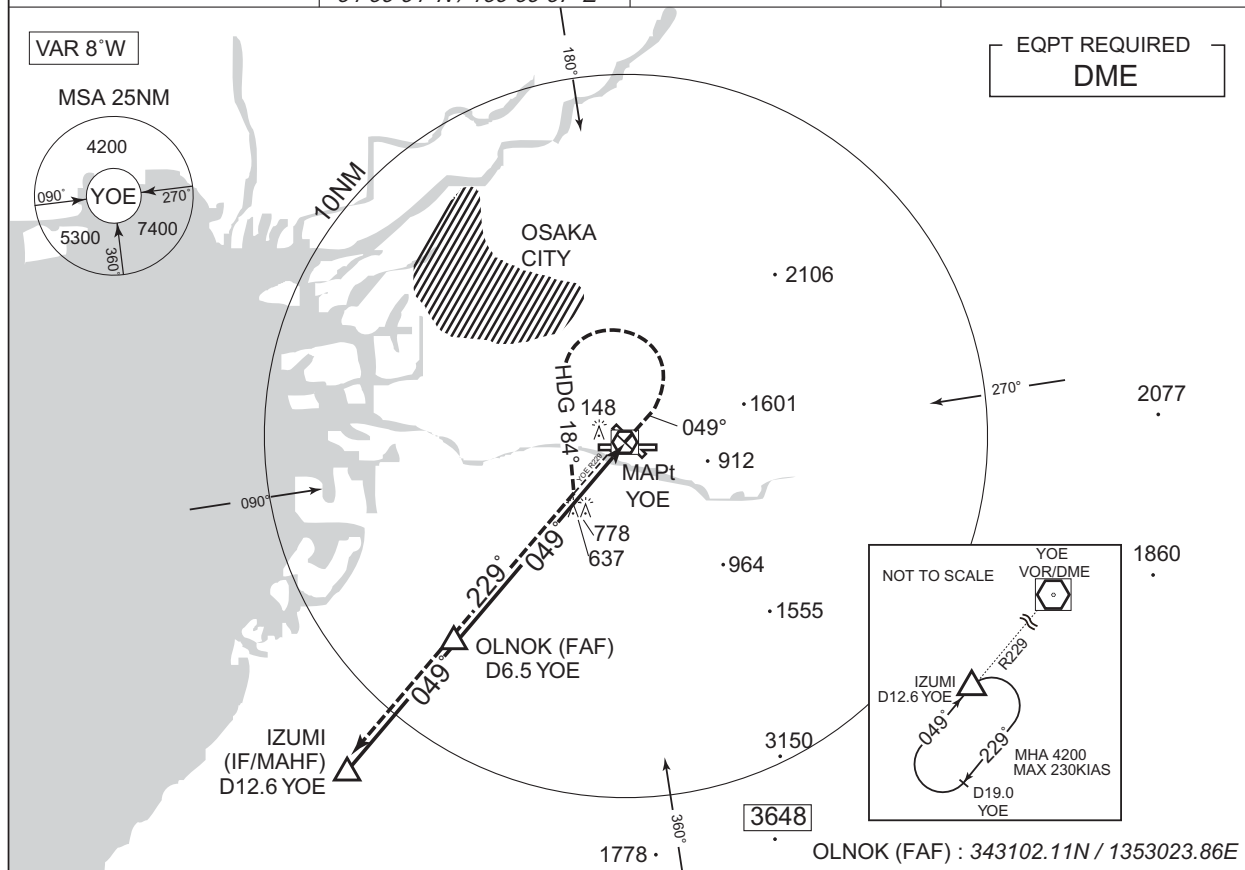 VAR 8°W
EQPT REQUIRED
DME
MSA 25NM
4200
090°
YOE
270°
5300
7400
360°
180°
10NM
OSAKA
CITY
2106
HDG 184°
148
1601
049°
270°
2077
912
MAPt
YOE
YOE R229
090°
778
637
049°
229°
964
1860
1555
OLNOK (FAF)
D6.5 YOE
049°
IZUMI
(IF/MAHF)
D12.6 YOE
3150
360°
3648
1778
YOE
VOR/DME
NOT TO SCALE
R229
IZUMI
D12.6 YOE
049°
229°
MHA 4200
MAX 230KIAS
D19.0
YOE
OLNOK (FAF) : 343102.11N / 1353023.86E